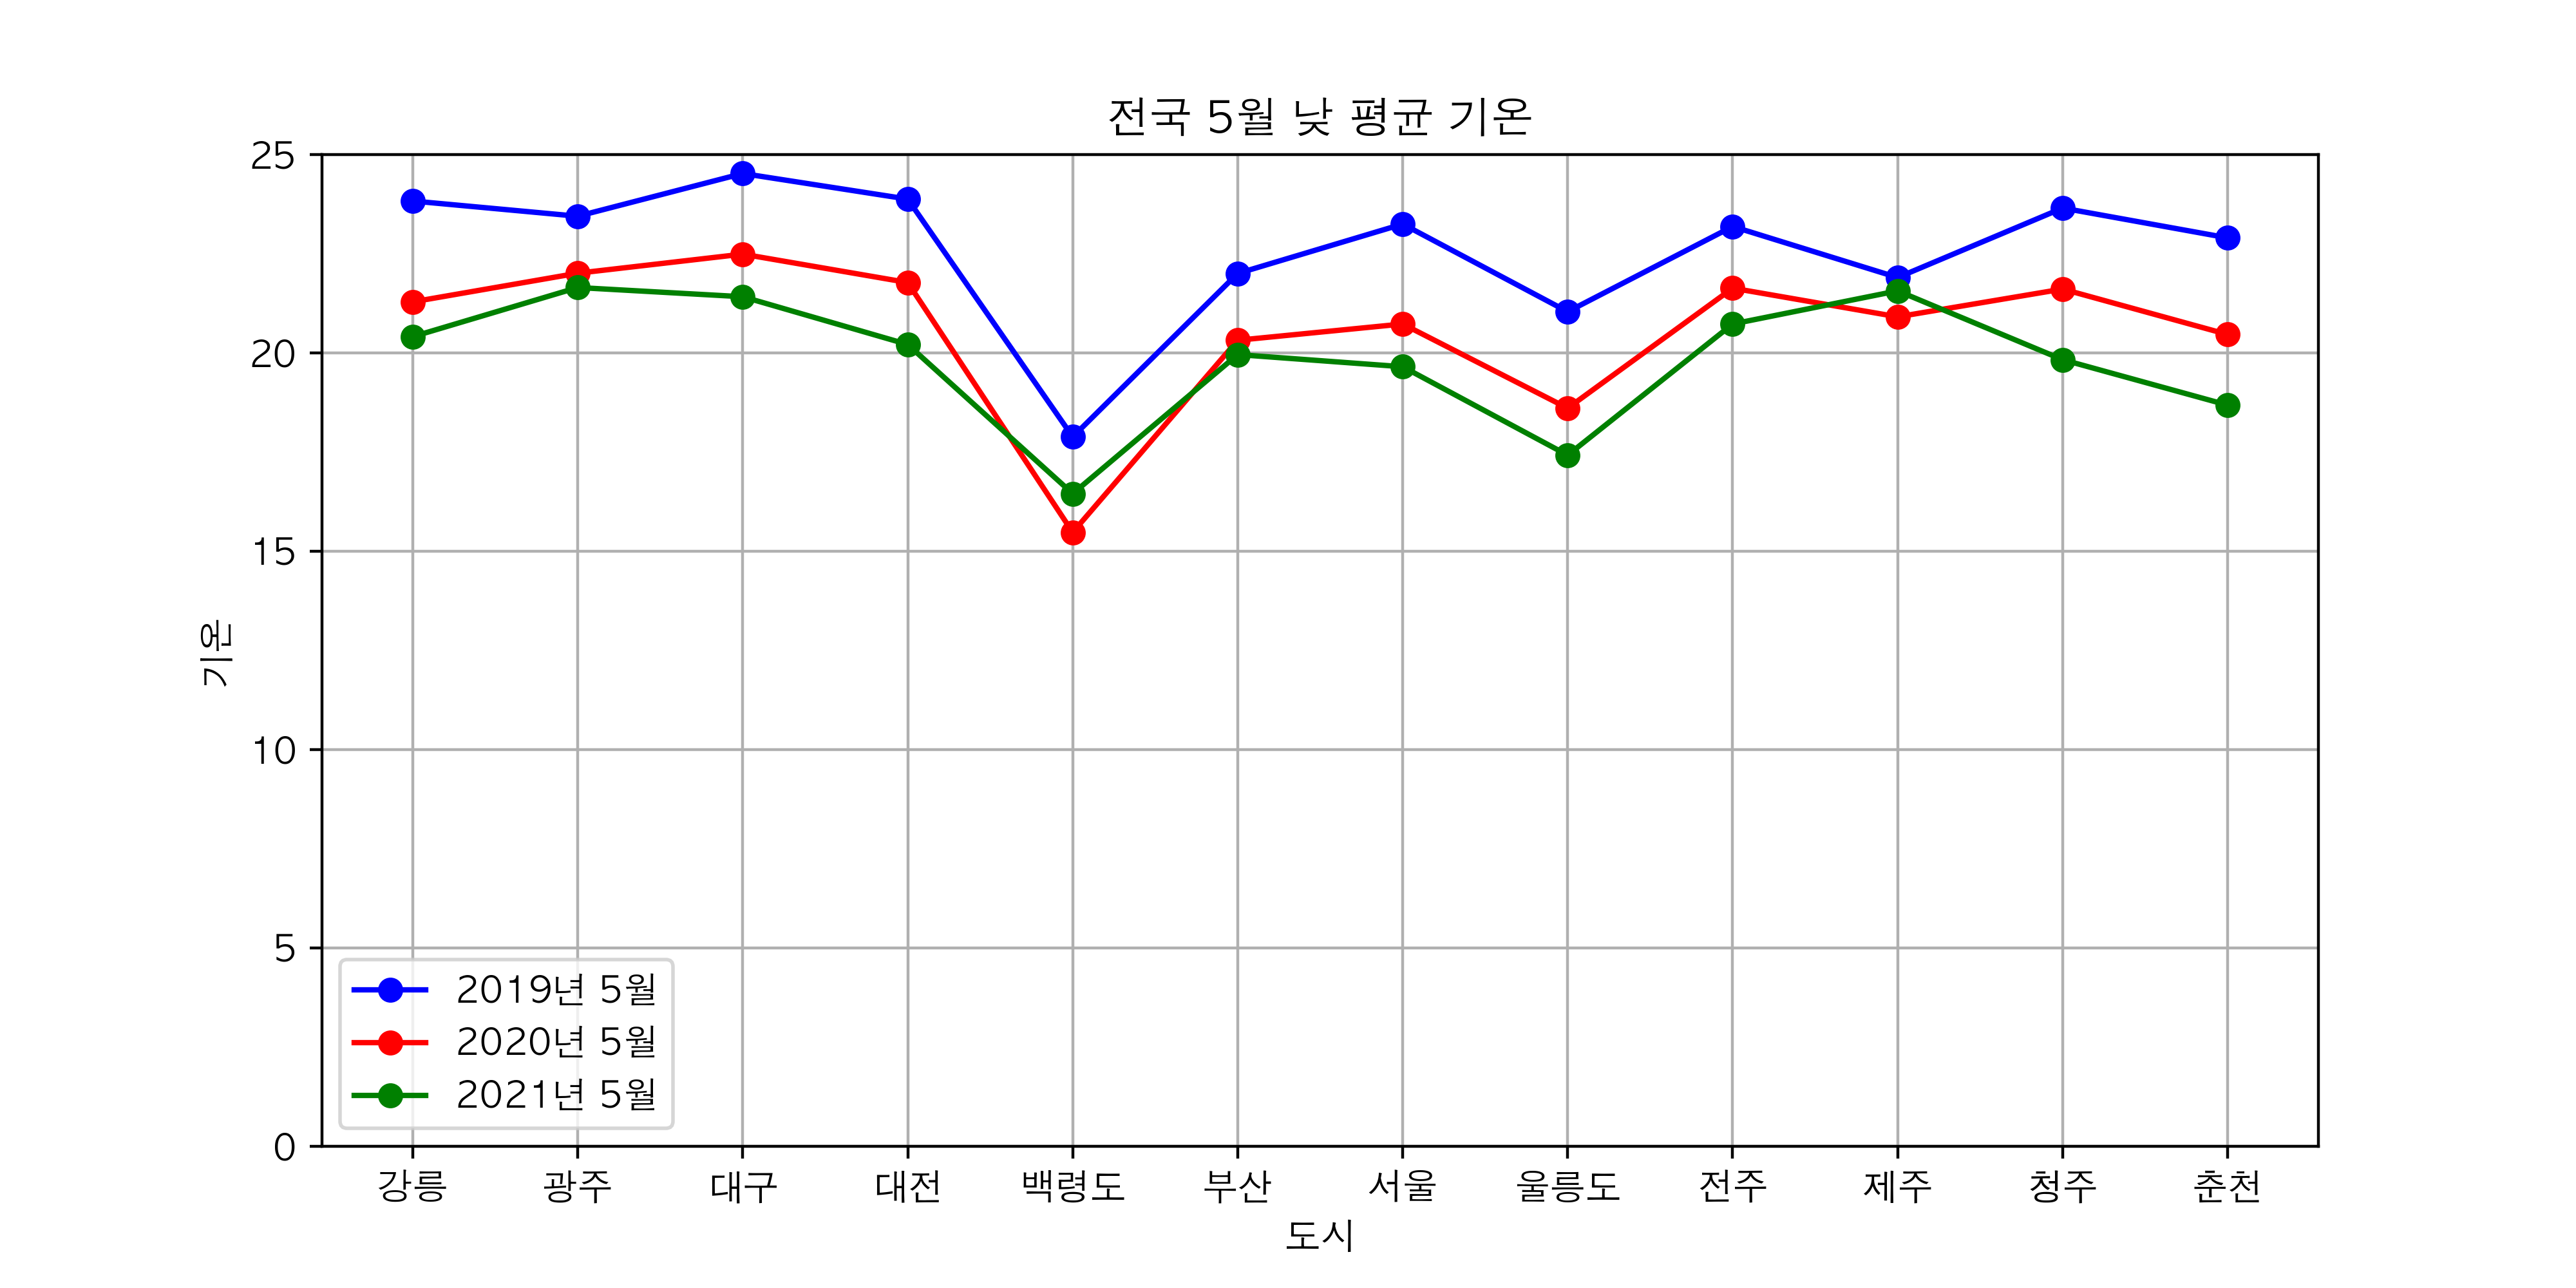 전국 5월 낮 평균 기온
25
20
15
10
5
0
기온
2019년 5월
2020년 5월
2021년 5월
강릉 광주 대구 대전 백령도 부산 서울 울릉도 전주 제주 청주 춘천
도시